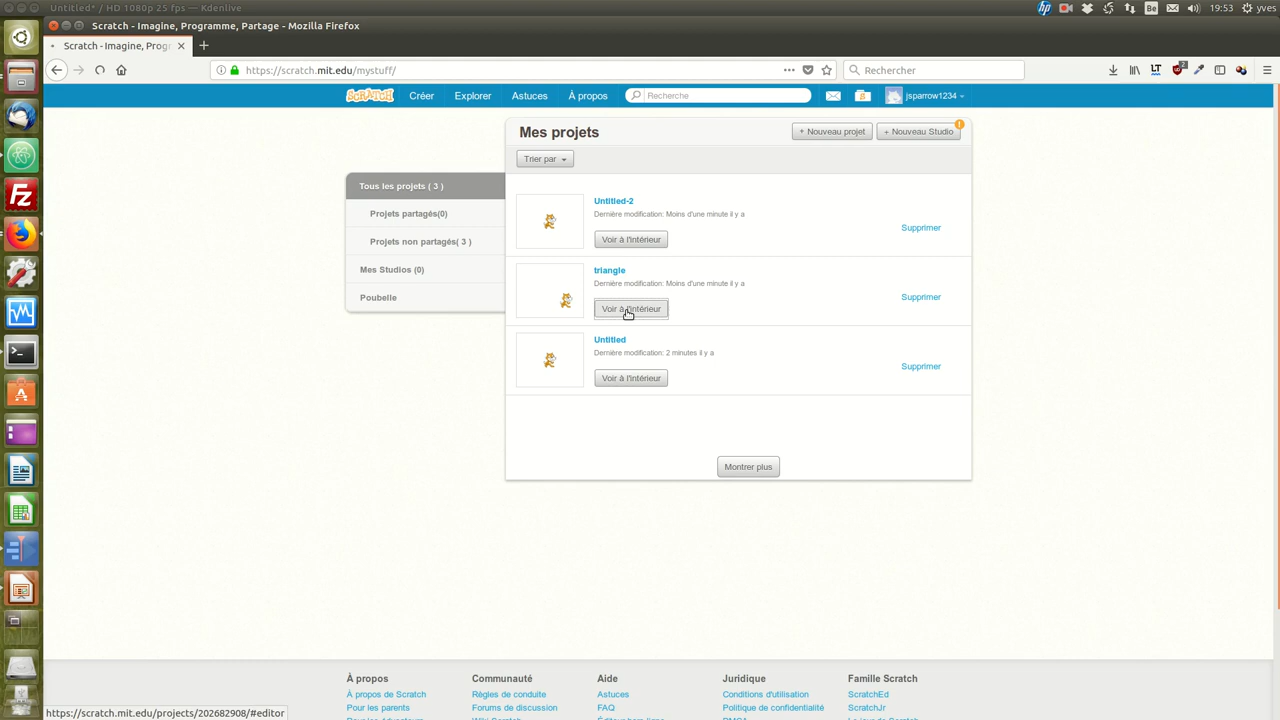 Untitled* / HD 1080p 25 fps — Kdenlive
Be 19:53 yves
Scratch - Imagine, Programme, Partage - Mozilla Firefox
Scratch - Imagine, Progr
https://scratch.mit.edu/mystuff/
Rechercher
SCRATCH Créer Explorer Astuces À propos Recherche jsparrow1234
Mes projets + Nouveau projet + Nouveau Studio
Trier par
Tous les projets ( 3 )
Projets partagés(0)
Projets non partagés( 3 )
Mes Studios (0)
Poubelle
Untitled-2
Dernière modification: Moins d'une minute il y a
Voir à l'intérieur
Supprimer
triangle
Dernière modification: Moins d'une minute il y a
Voir à l'intérieur
Supprimer
Untitled
Dernière modification: 2 minutes il y a
Voir à l'intérieur
Supprimer
Montrer plus
À propos Communauté Aide Juridique Famille Scratch
À propos de Scratch Règles de conduite Astuces Conditions d'utilisation ScratchEd
Pour les parents Forums de discussion FAQ Politique de confidentialité ScratchJr
https://scratch.mit.edu/projects/202682908/#editor